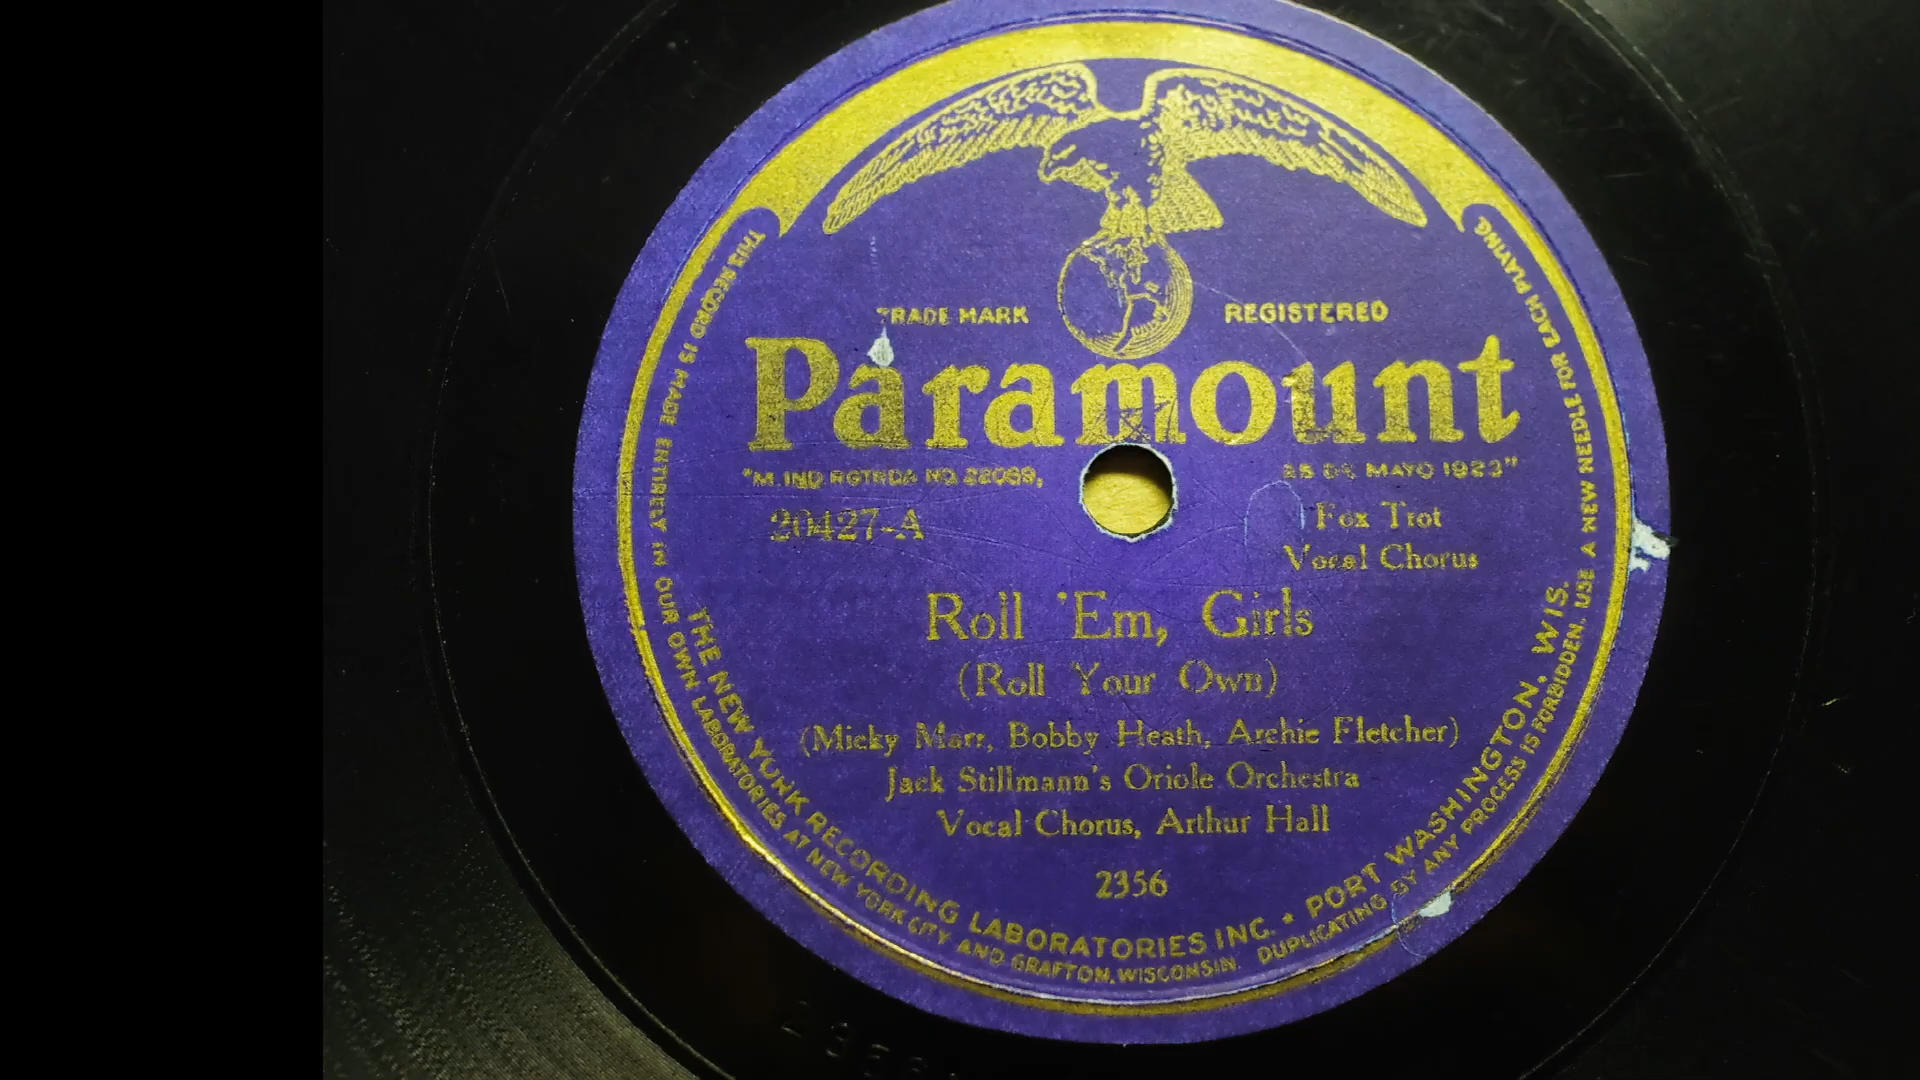 TRADE MARK REGISTERED
Paramount
"M. IND RGTRDA NO. 22069, 25 DE MAYO 1922"
20427-A
Fox Trot
Vocal Chorus
Roll 'Em, Girls
(Roll Your Own)
(Micky Marr, Bobby Heath, Archie Fletcher)
Jack Stillmann's Oriole Orchestra
Vocal Chorus, Arthur Hall
2356
THE NEW YORK RECORDING LABORATORIES INC. • PORT WASHINGTON, WIS.
THIS RECORD IS MADE ENTIRELY IN OUR OWN LABORATORIES AT NEW YORK CITY AND GRAFTON, WISCONSIN. DUPLICATING BY ANY PROCESS IS FORBIDDEN. USE A NEW NEEDLE FOR EACH PLAYING